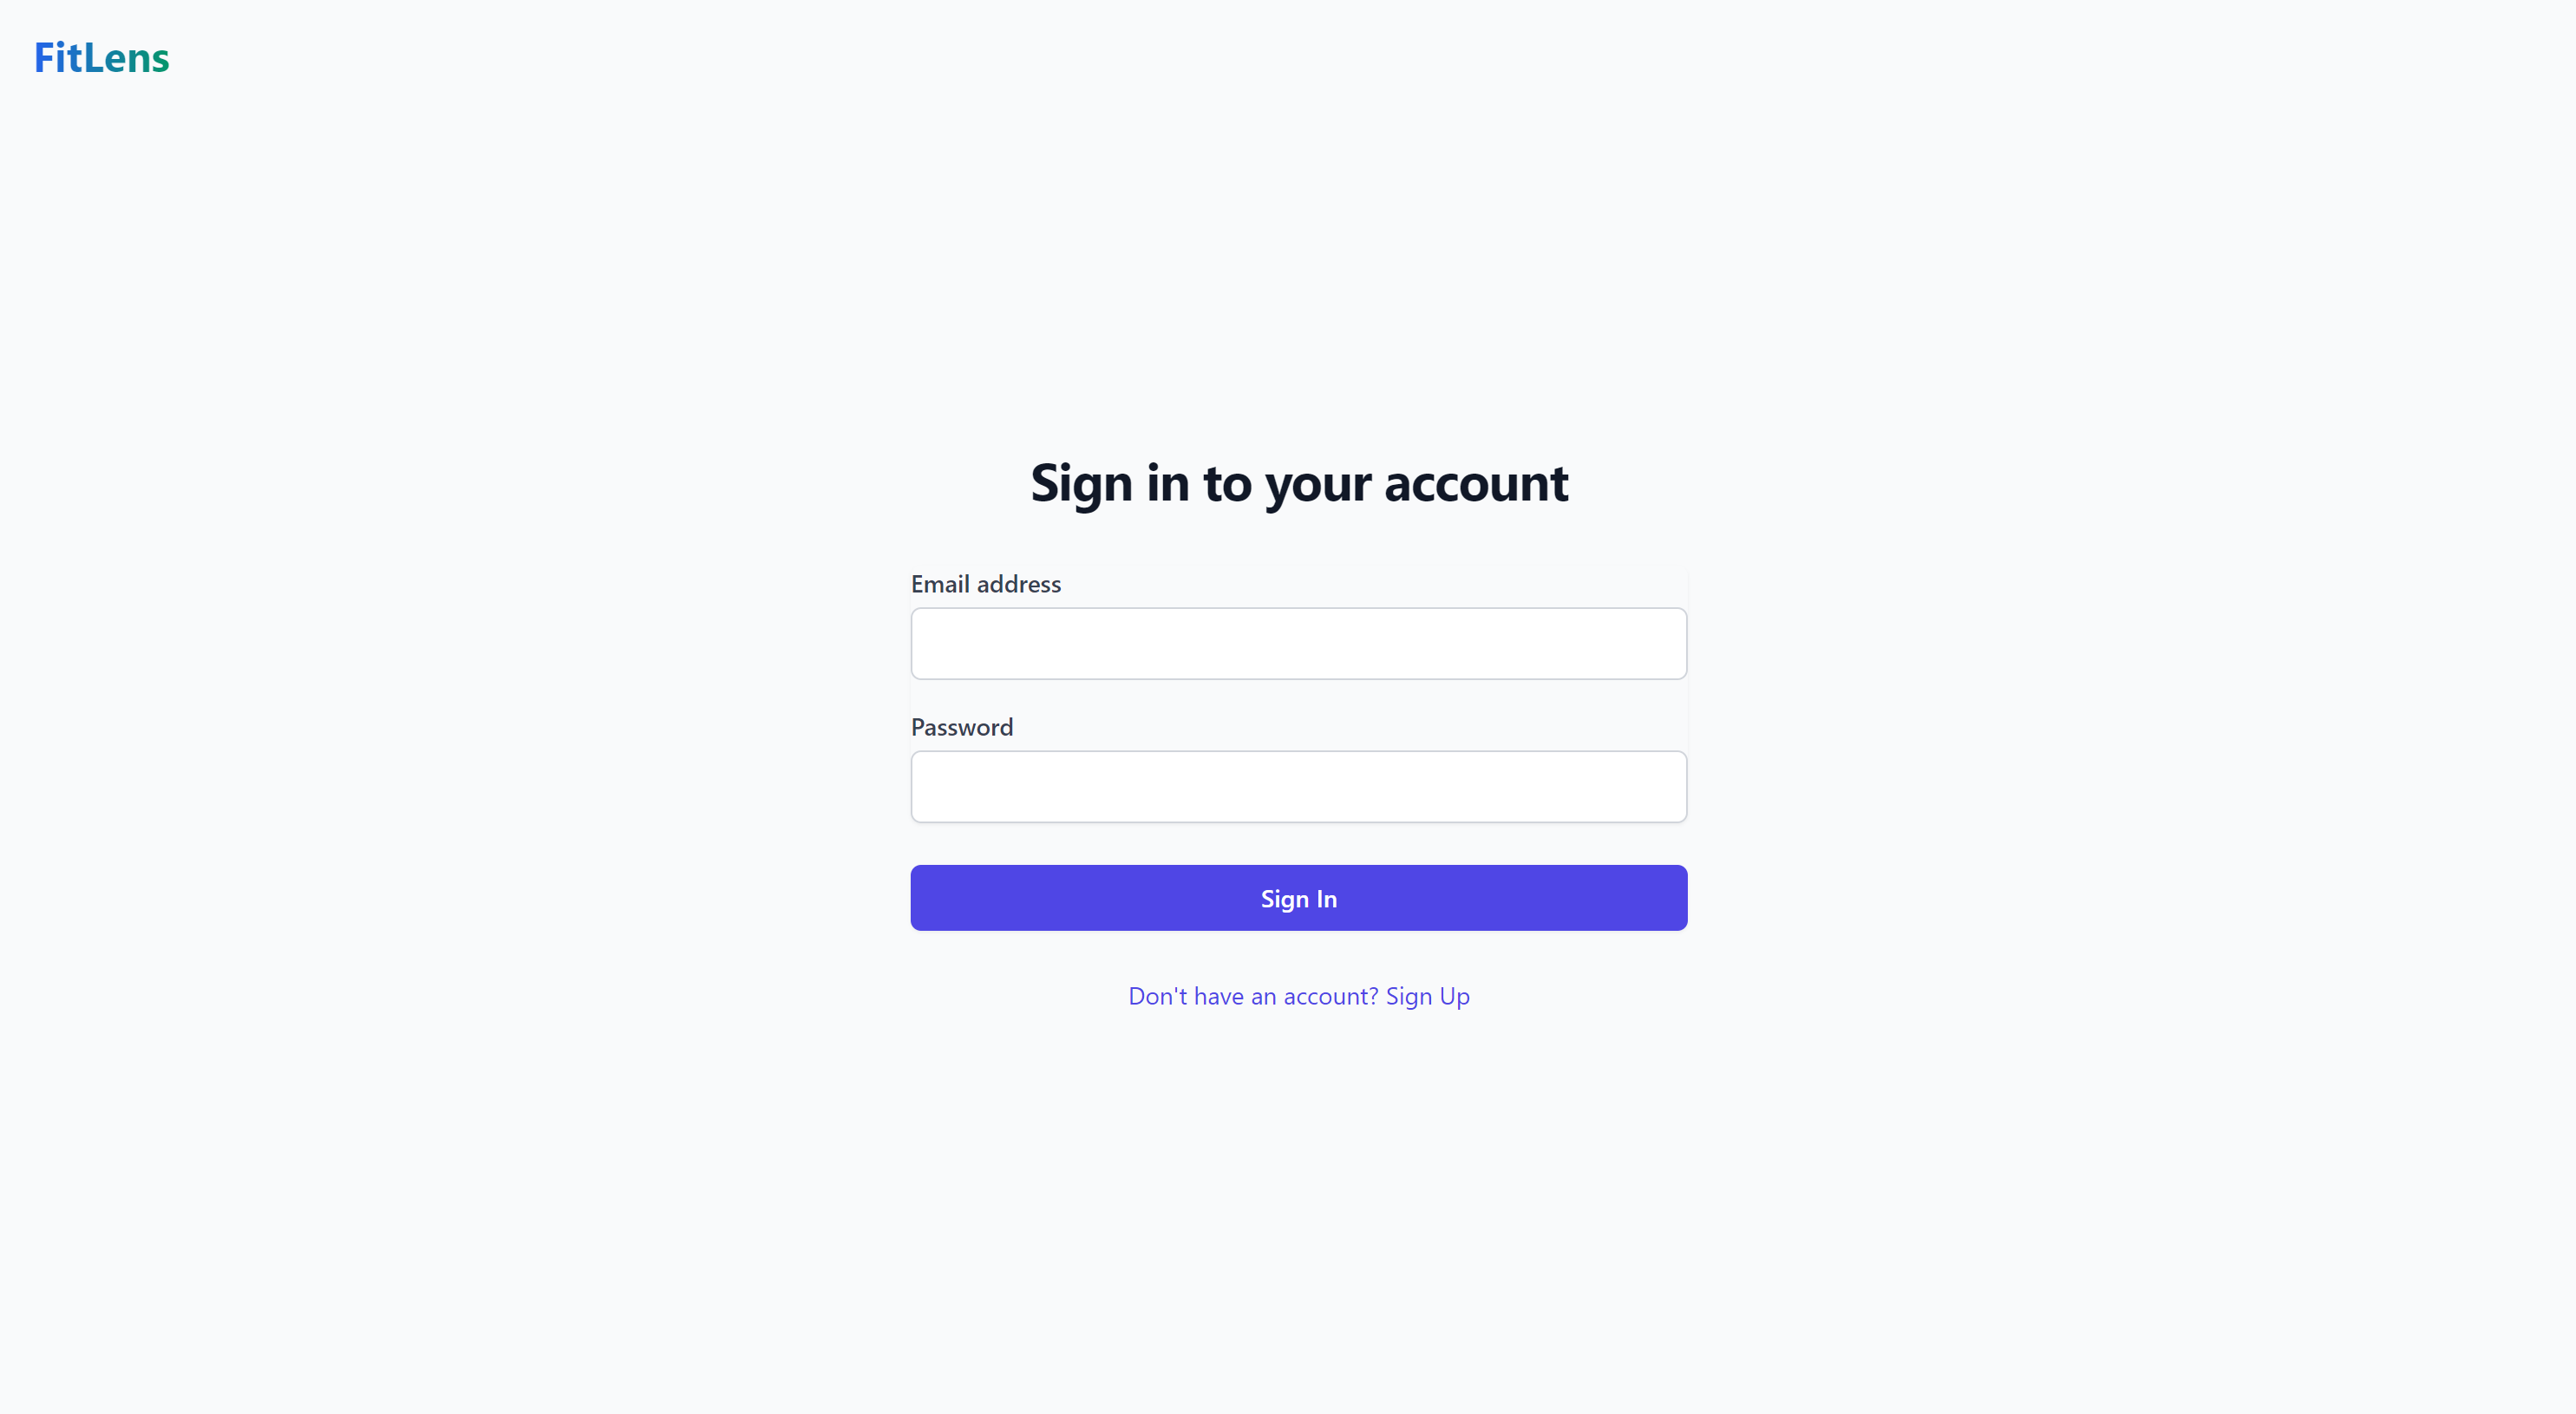 FitLens
Sign in to your account
Email address
Password
Sign In
Don't have an account? Sign Up